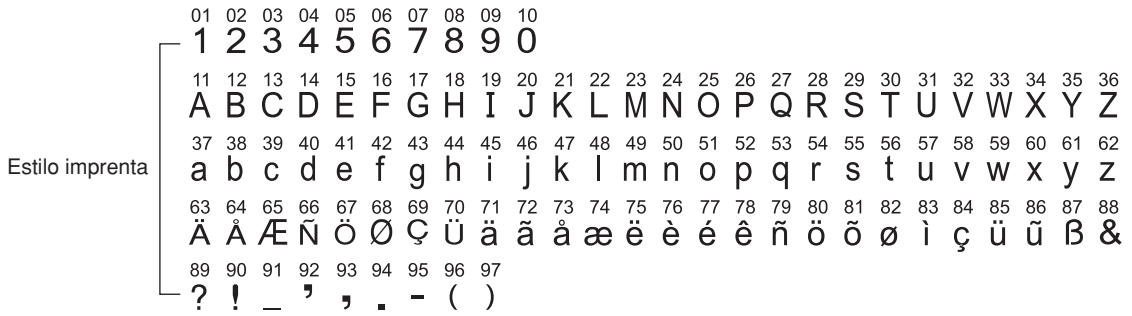 01 02 03 04 05 06 07 08 09 10
1 2 3 4 5 6 7 8 9 0
11 12 13 14 15 16 17 18 19 20 21 22 23 24 25 26 27 28 29 30 31 32 33 34 35 36
A B C D E F G H I J K L M N O P Q R S T U V W X Y Z
37 38 39 40 41 42 43 44 45 46 47 48 49 50 51 52 53 54 55 56 57 58 59 60 61 62
Estilo imprenta
a b c d e f g h i j k l m n o p q r s t u v w x y z
63 64 65 66 67 68 69 70 71 72 73 74 75 76 77 78 79 80 81 82 83 84 85 86 87 88
Ä Å Æ Ñ Ö Ø Ç Ü ä ã å æ ë è é ê ñ ö õ ø ì ç ü ũ ß &
89 90 91 92 93 94 95 96 97
? ! _ ’ , . - ( )